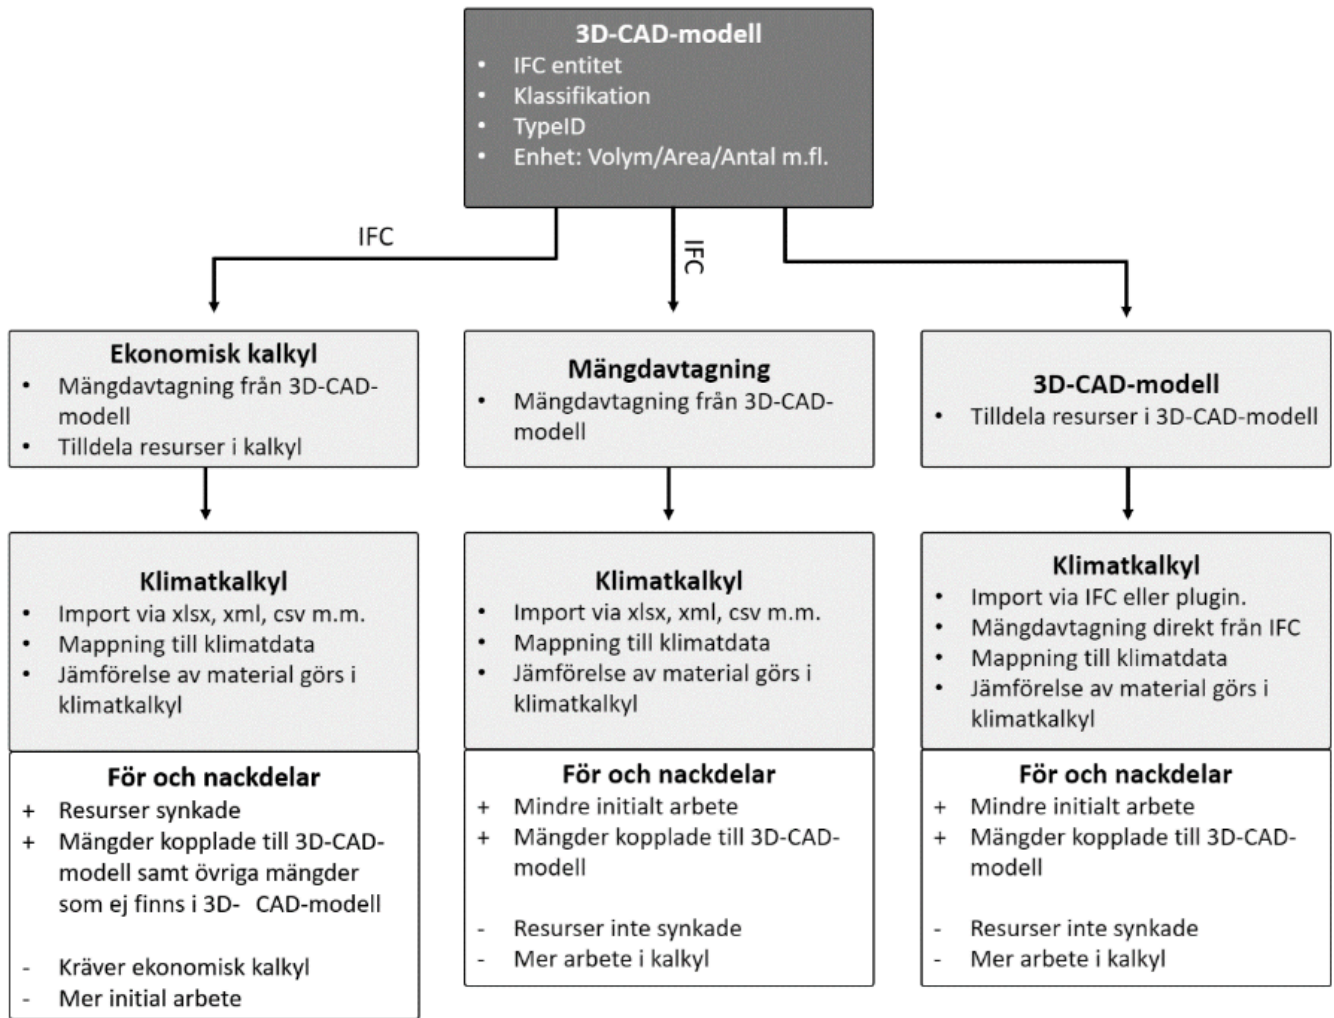 3D-CAD-modell
• IFC entitet
• Klassifikation
• TypeID
• Enhet: Volym/Area/Antal m.fl.
IFC
IFC
Ekonomisk kalkyl
• Mängdavtagning från 3D-CAD-
modell
• Tilldela resurser i kalkyl
Mängdavtagning
• Mängdavtagning från 3D-CAD-
modell
3D-CAD-modell
• Tilldela resurser i 3D-CAD-modell
Klimatkalkyl
• Import via xlsx, xml, csv m.m.
• Mappning till klimatdata
• Jämförelse av material görs i
klimatkalkyl
Klimatkalkyl
• Import via xlsx, xml, csv m.m.
• Mappning till klimatdata
• Jämförelse av material görs i
klimatkalkyl
Klimatkalkyl
• Import via IFC eller plugin.
• Mängdavtagning direkt från IFC
• Mappning till klimatdata
• Jämförelse av material görs i
klimatkalkyl
För och nackdelar
+ Resurser synkade
+ Mängder kopplade till 3D-CAD-
modell samt övriga mängder
som ej finns i 3D- CAD-modell
- Kräver ekonomisk kalkyl
- Mer initial arbete
För och nackdelar
+ Mindre initialt arbete
+ Mängder kopplade till 3D-CAD-
modell
- Resurser inte synkade
- Mer arbete i kalkyl
För och nackdelar
+ Mindre initialt arbete
+ Mängder kopplade till 3D-CAD-
modell
- Resurser inte synkade
- Mer arbete i kalkyl